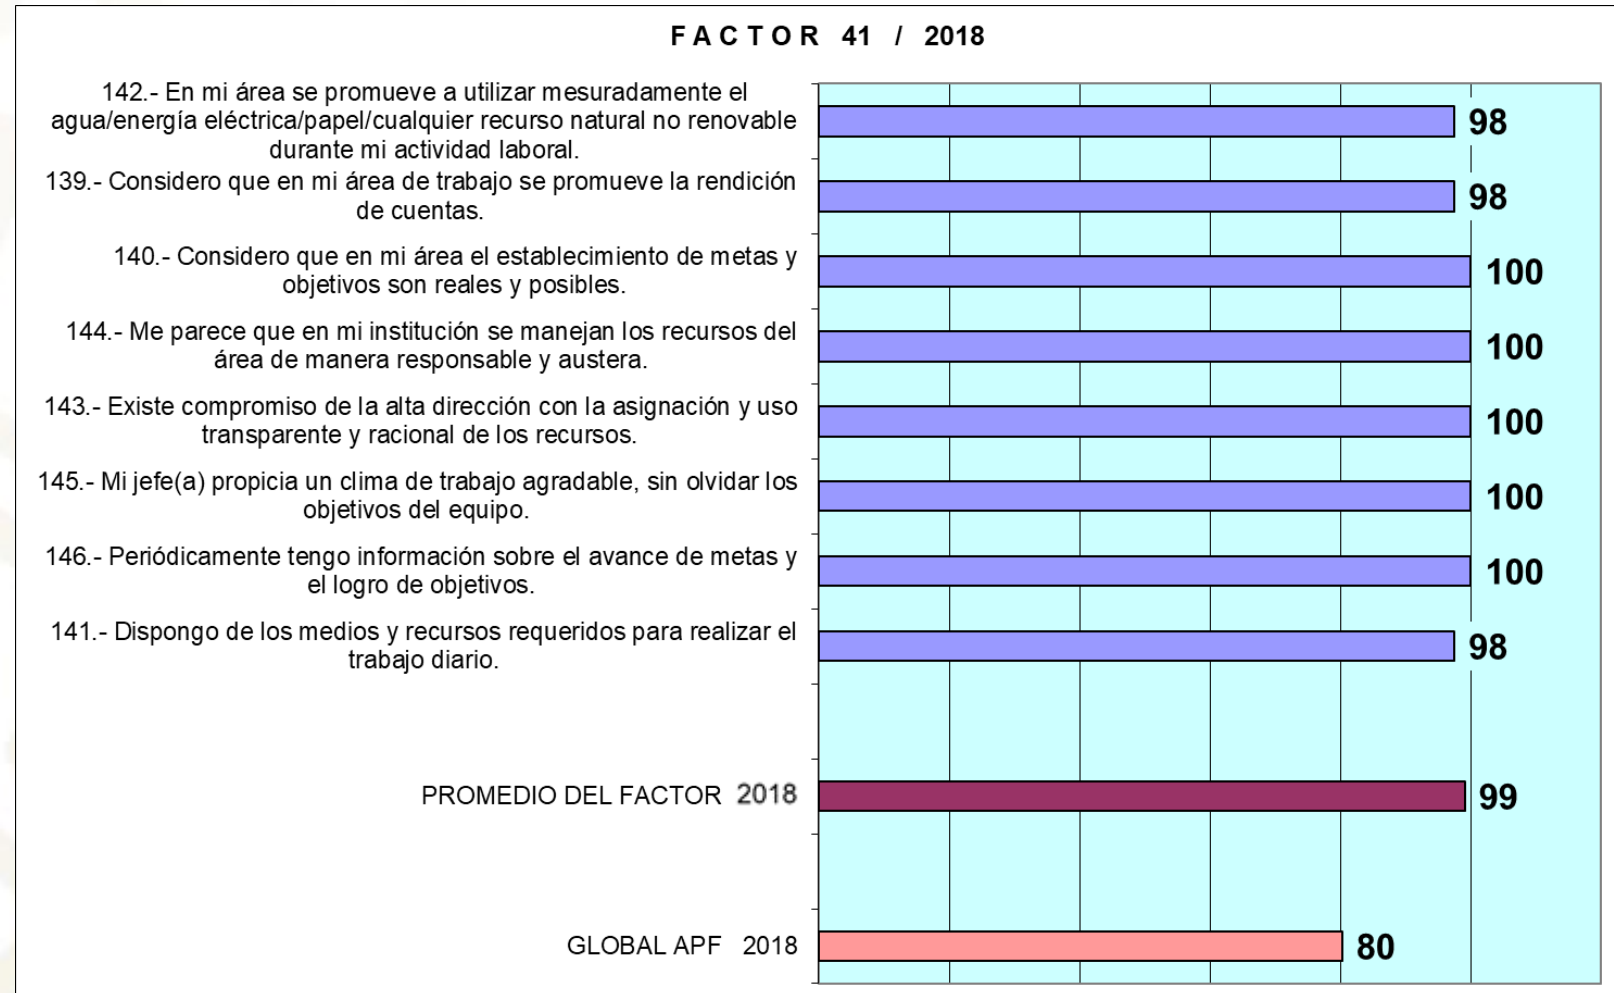 FACTOR 41 / 2018
142.- En mi área se promueve a utilizar mesuradamente el
agua/energía eléctrica/papel/cualquier recurso natural no renovable
durante mi actividad laboral.
98
139.- Considero que en mi área de trabajo se promueve la rendición
de cuentas.
98
140.- Considero que en mi área el establecimiento de metas y
objetivos son reales y posibles.
100
144.- Me parece que en mi institución se manejan los recursos del
área de manera responsable y austera.
100
143.- Existe compromiso de la alta dirección con la asignación y uso
transparente y racional de los recursos.
100
145.- Mi jefe(a) propicia un clima de trabajo agradable, sin olvidar los
objetivos del equipo.
100
146.- Periódicamente tengo información sobre el avance de metas y
el logro de objetivos.
100
141.- Dispongo de los medios y recursos requeridos para realizar el
trabajo diario.
98
PROMEDIO DEL FACTOR 2018
99
GLOBAL APF 2018
80